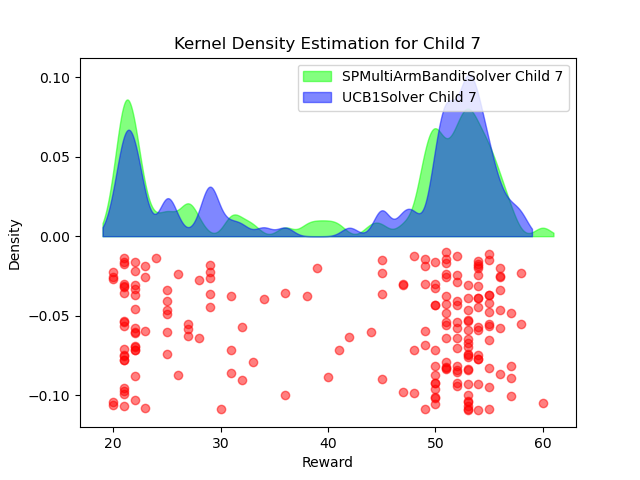 Kernel Density Estimation for Child 7
SPMultiArmBanditSolver Child 7
UCB1Solver Child 7
0.10
0.05
0.00
−0.05
−0.10
Density
20
30
40
50
60
Reward